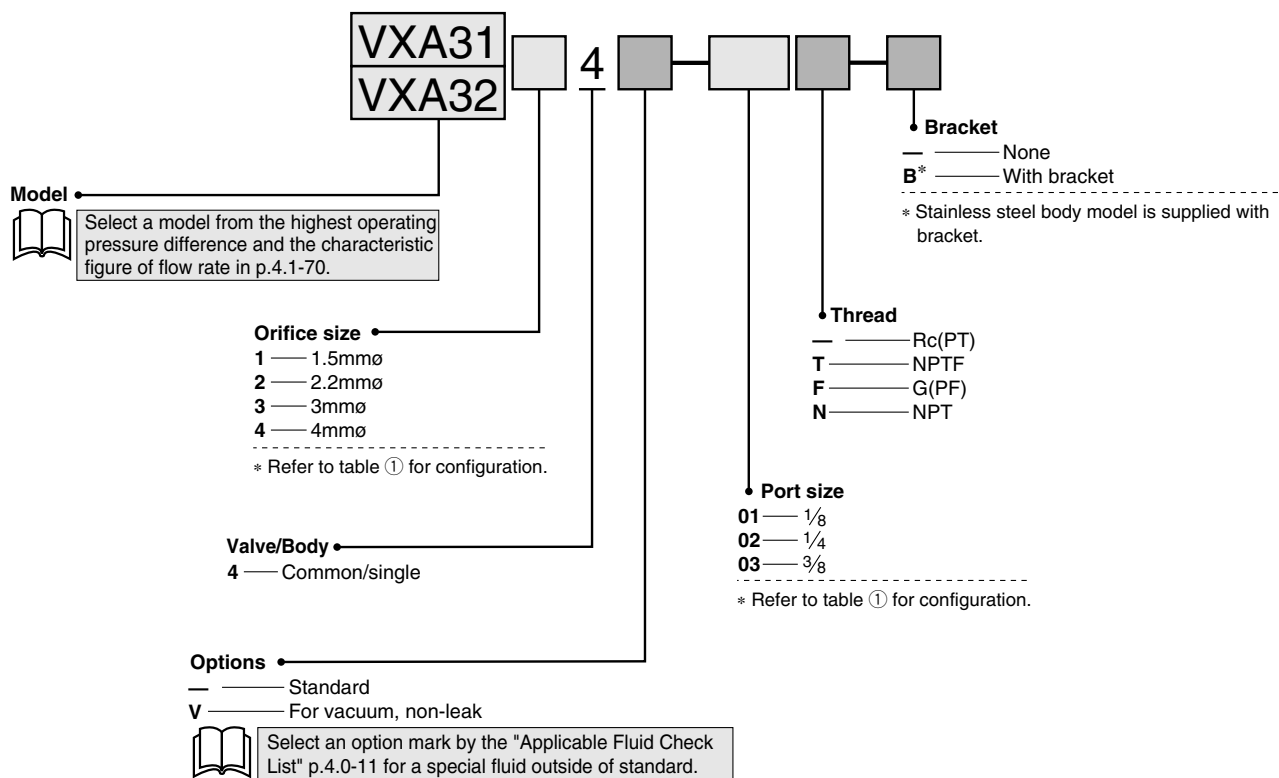 VXA31
VXA32
4
Bracket
— None
B* With bracket
* Stainless steel body model is supplied with
bracket.
Model
Select a model from the highest operating
pressure difference and the characteristic
figure of flow rate in p.4.1-70.
Thread
— Rc(PT)
T NPTF
F G(PF)
N NPT
Orifice size
1 — 1.5mmø
2 — 2.2mmø
3 — 3mmø
4 — 4mmø
* Refer to table ① for configuration.
Port size
01 — 1/8
02 — 1/4
03 — 3/8
* Refer to table ① for configuration.
Valve/Body
4 — Common/single
Options
— Standard
V For vacuum, non-leak
Select an option mark by the "Applicable Fluid Check
List" p.4.0-11 for a special fluid outside of standard.